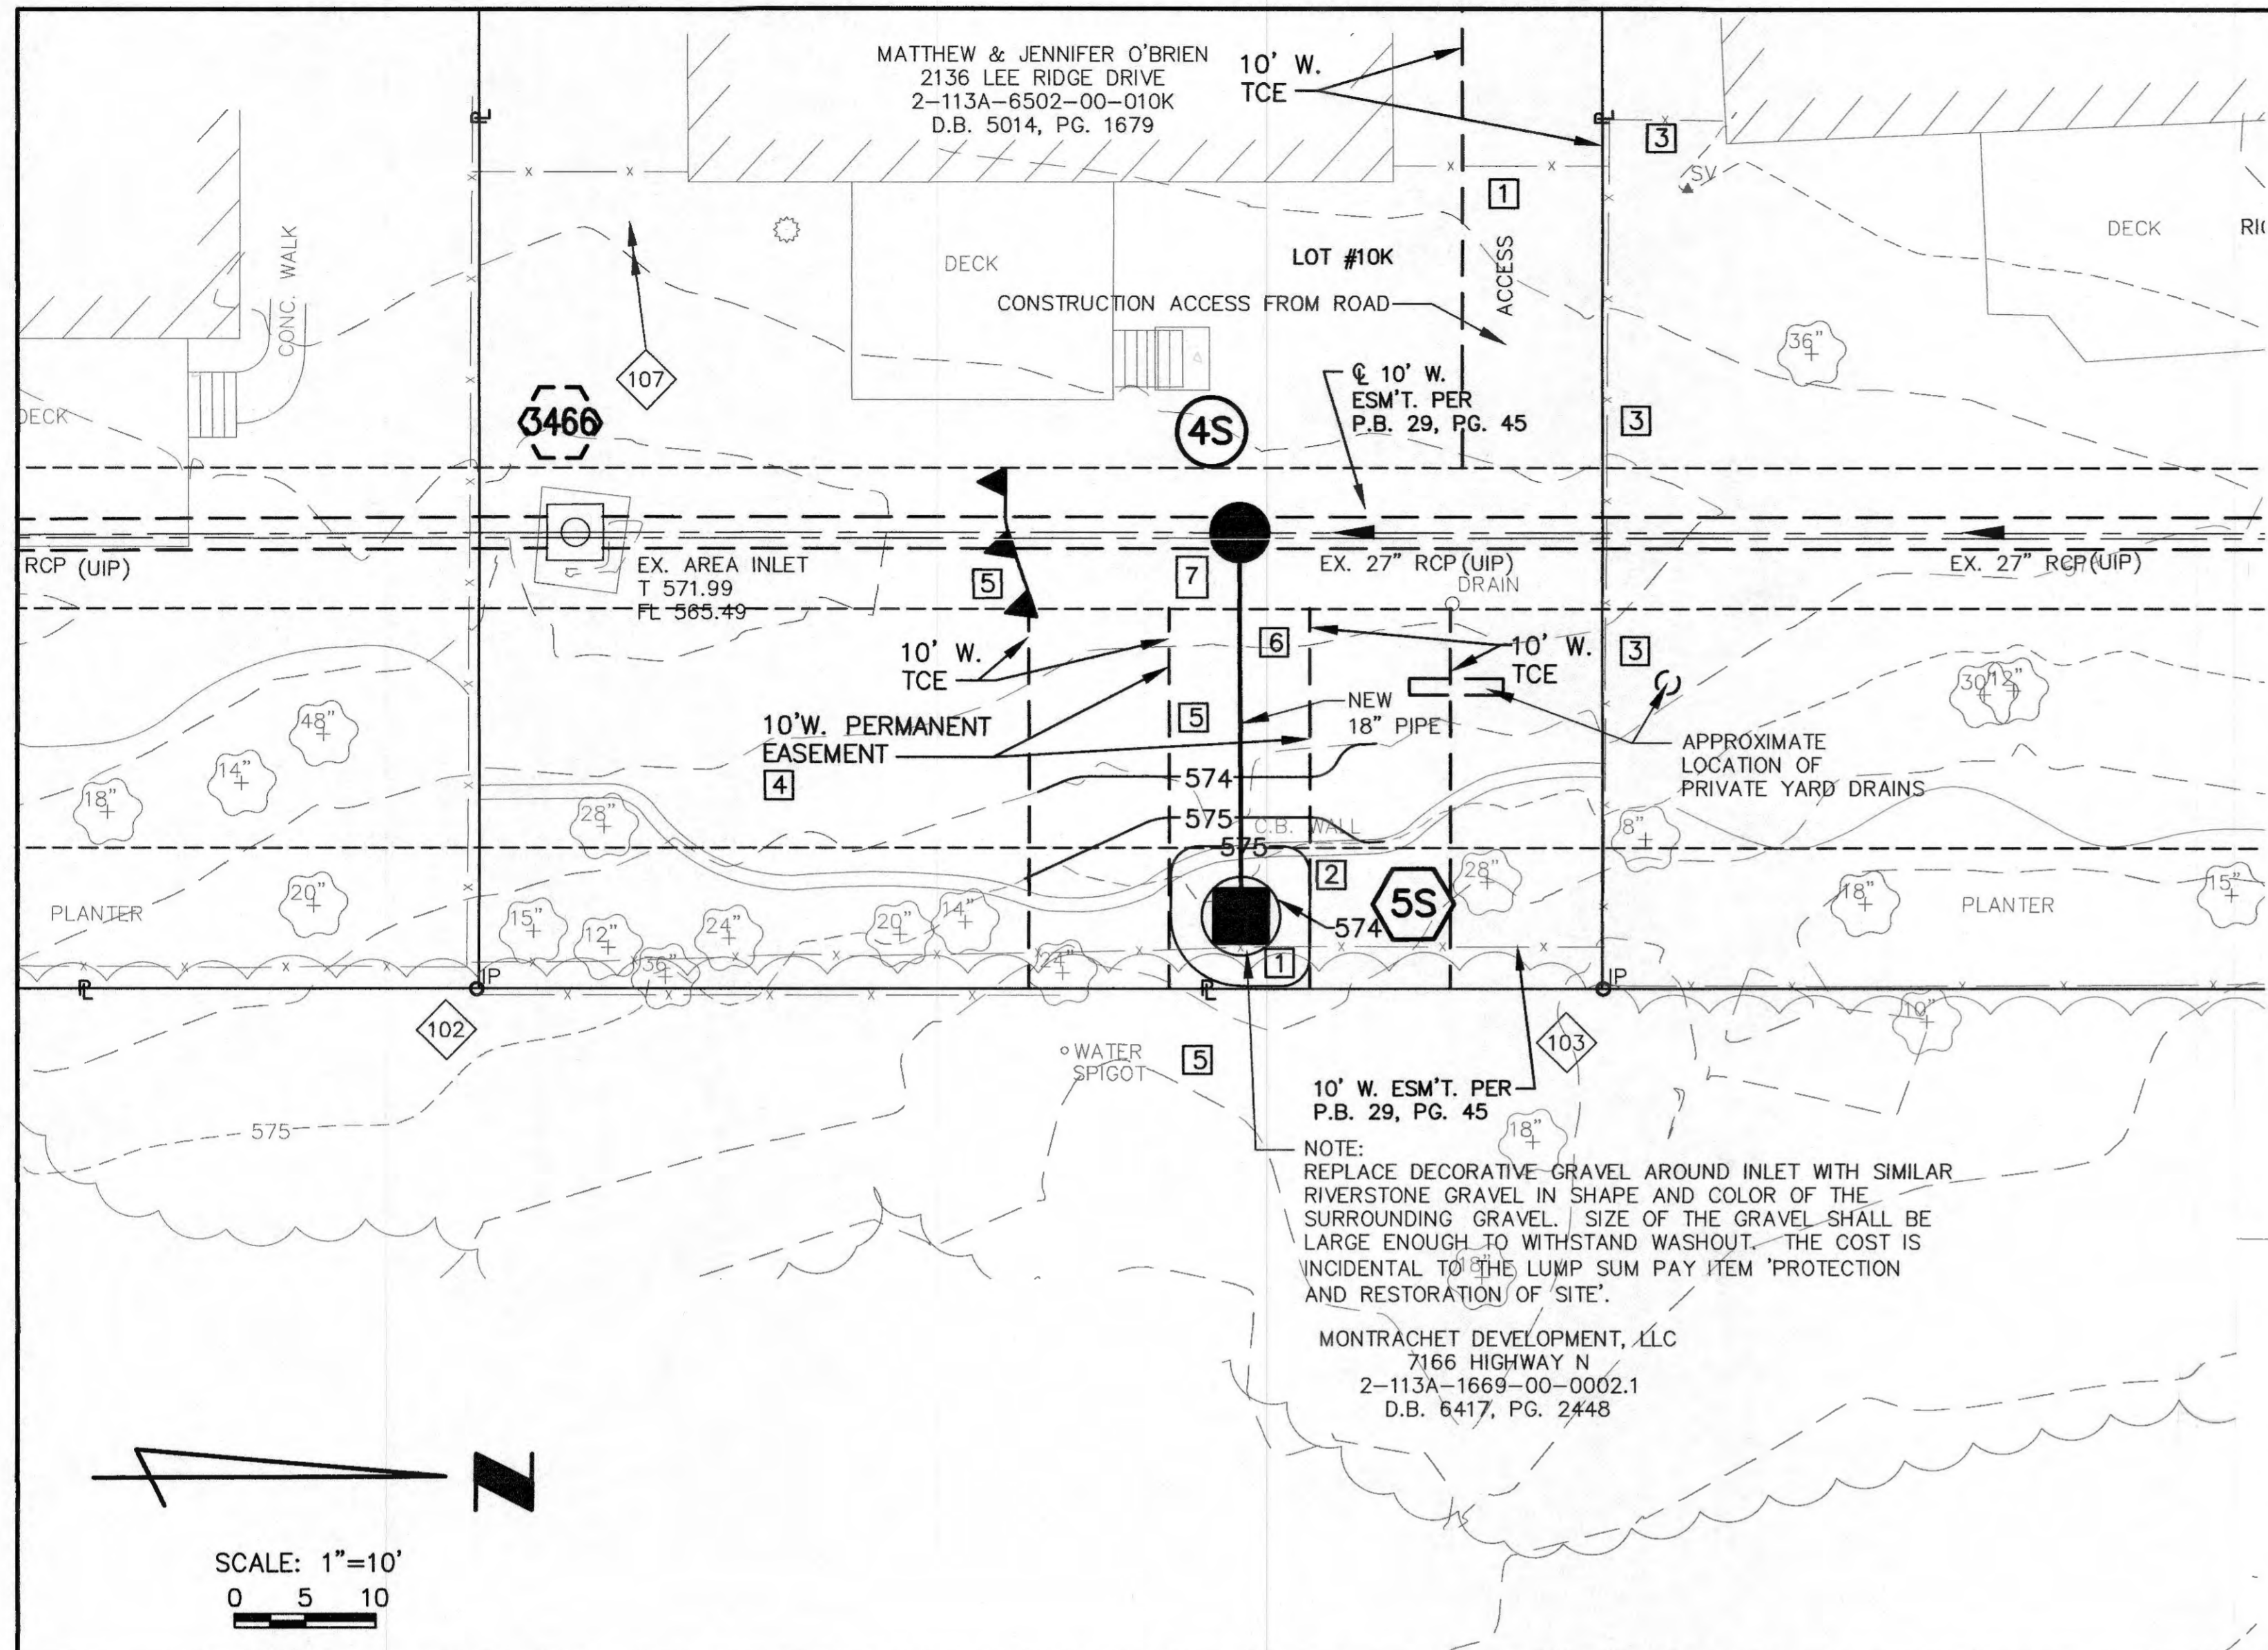 MATTHEW & JENNIFER O'BRIEN
2136 LEE RIDGE DRIVE
2-113A-6502-00-010K
D.B. 5014, PG. 1679
10' W.
TCE
3
SV
1
ACCESS
CONC. WALK
DECK
LOT #10K
DECK
CONSTRUCTION ACCESS FROM ROAD
36"
107
3466
DECK
4S
℄ 10' W.
ESM'T. PER
P.B. 29, PG. 45
3
RCP (UIP)
EX. AREA INLET
T 571.99
FL 565.49
5
7
EX. 27" RCP (UIP)
DRAIN
EX. 27" RCP (UIP)
10' W.
TCE
6
10' W.
TCE
3
30"
12"
48"
10'W. PERMANENT
EASEMENT
4
5
NEW
18" PIPE
APPROXIMATE
LOCATION OF
PRIVATE YARD DRAINS
14"
18"
574
28"
575
C.B. WALL
575
8"
20"
PLANTER
15"
12"
24"
20"
14"
2
5S
28"
18"
PLANTER
15"
574
36"
24"
1
IP
℄
IP
102
103
10"
WATER
SPIGOT
5
10' W. ESM'T. PER
P.B. 29, PG. 45
575
18"
NOTE:
REPLACE DECORATIVE GRAVEL AROUND INLET WITH SIMILAR
RIVERSTONE GRAVEL IN SHAPE AND COLOR OF THE
SURROUNDING GRAVEL. SIZE OF THE GRAVEL SHALL BE
LARGE ENOUGH TO WITHSTAND WASHOUT. THE COST IS
INCIDENTAL TO THE LUMP SUM PAY ITEM 'PROTECTION
AND RESTORATION OF SITE'.
18"
MONTRACHET DEVELOPMENT, LLC
7166 HIGHWAY N
2-113A-1669-00-0002.1
D.B. 6417, PG. 2448
N
SCALE: 1"=10'
0 5 10